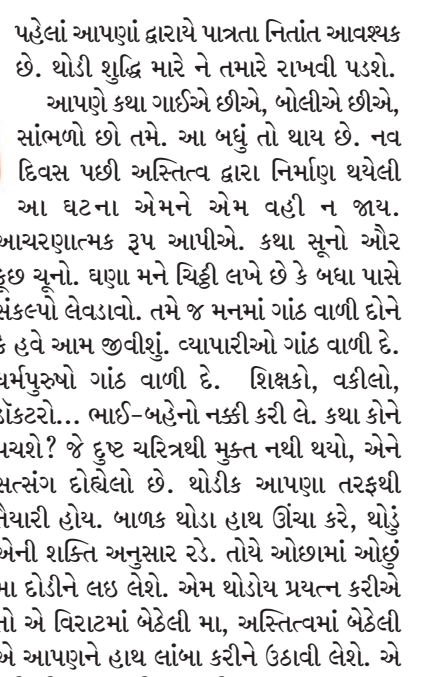 પહેલાં આપણાં દ્વારાયે પાત્રતા નિતાંત આવશ્યક
છે. થોડી શુદ્ધિ મારે ને તમારે રાખવી પડશે.
આપણે કથા ગાઈએ છીએ, બોલીએ છીએ,
સાંભળો છો તમે. આ બધું તો થાય છે. નવ
દિવસ પછી અસ્તિત્વ દ્વારા નિર્માણ થયેલી
આ ઘટના એમને એમ વહી ન જાય.
આચરણાત્મક રૂપ આપીએ. કથા સૂનો ઔર
કૂછ ચૂનો. ઘણા મને ચિઠ્ઠી લખે છે કે બધા પાસે
સંકલ્પો લેવડાવો. તમે જ મનમાં ગાંઠ વાળી દોને
કે હવે આમ જીવીશું. વ્યાપારીઓ ગાંઠ વાળી દે.
ધર્મપુરુષો ગાંઠ વાળી દે. શિક્ષકો, વકીલો,
ડૉકટરો... ભાઈ-બહેનો નક્કી કરી લે. કથા કોને
પચશે? જે દુષ્ટ ચરિત્રથી મુક્ત નથી થયો, એને
સત્સંગ દોહ્યેલો છે. થોડીક આપણા તરફથી
તૈયારી હોય. બાળક થોડા હાથ ઊંચા કરે, થોડું
એની શક્તિ અનુસાર રડે. તોયે ઓછામાં ઓછું
મા દોડીને લઇ લેશે. એમ થોડોય પ્રયત્ન કરીએ
તો એ વિરાટમાં બેઠેલી મા, અસ્તિત્વમાં બેઠેલી
એ આપણને હાથ લાંબા કરીને ઉઠાવી લેશે. એ